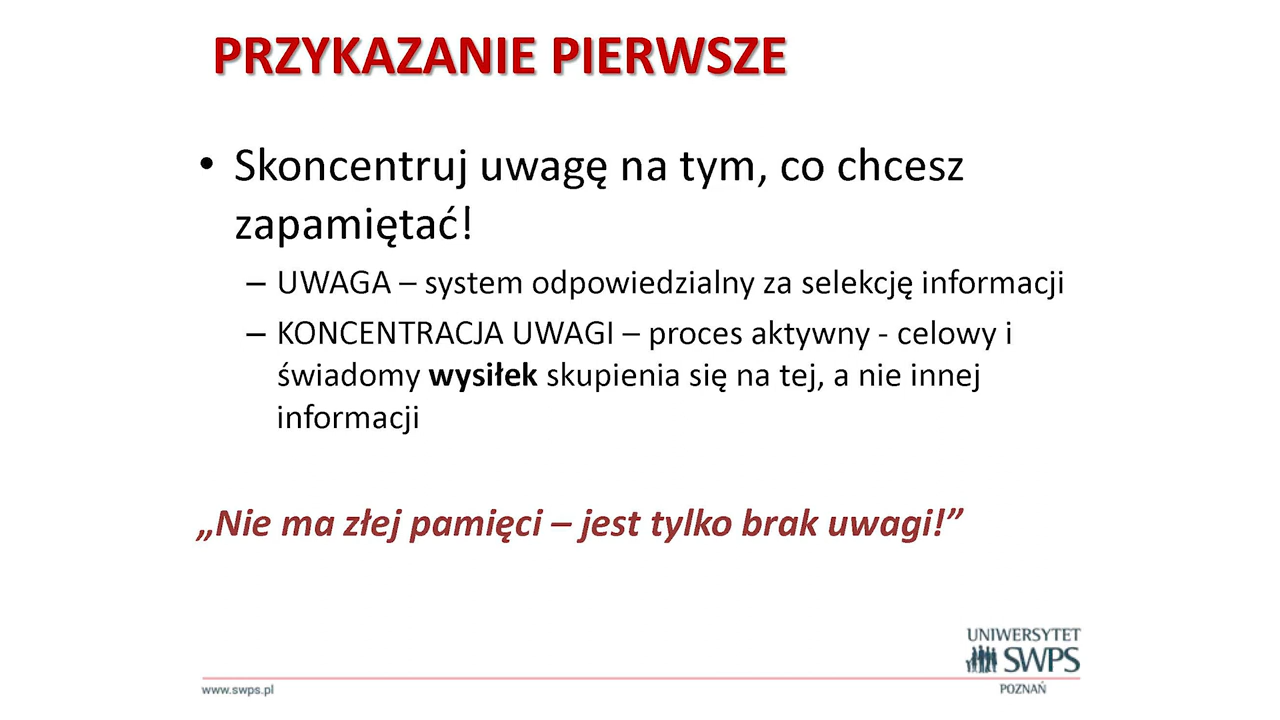 PRZYKAZANIE PIERWSZE
• Skoncentruj uwagę na tym, co chcesz
zapamiętać!
– UWAGA – system odpowiedzialny za selekcję informacji
– KONCENTRACJA UWAGI – proces aktywny - celowy i
świadomy wysiłek skupienia się na tej, a nie innej
informacji
„Nie ma złej pamięci – jest tylko brak uwagi!”
UNIWERSYTET
SWPS
www.swps.pl
POZNAŃ